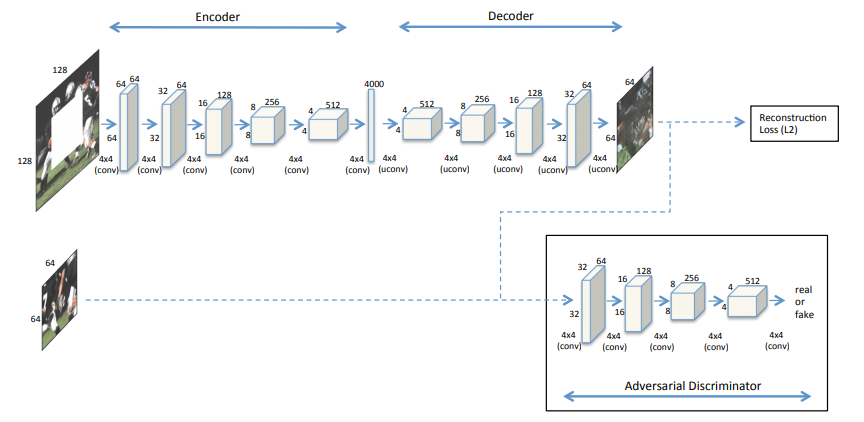 Encoder
Decoder
128
128
64 64
64
4x4
(conv)
32 64
32
4x4
(conv)
16 128
16
4x4
(conv)
8 256
8
4x4
(conv)
4 512
4
4x4
(conv)
4000
4x4
(conv)
4 512
4
4x4
(uconv)
8 256
8
4x4
(uconv)
16 128
16
4x4
(uconv)
32 64
32
4x4
(uconv)
64
64
4x4
(uconv)
Reconstruction
Loss (L2)
64
64
32 64
32
4x4
(conv)
16 128
16
4x4
(conv)
8 256
8
4x4
(conv)
4 512
4
4x4
(conv)
real
or
fake
4x4
(conv)
Adversarial Discriminator